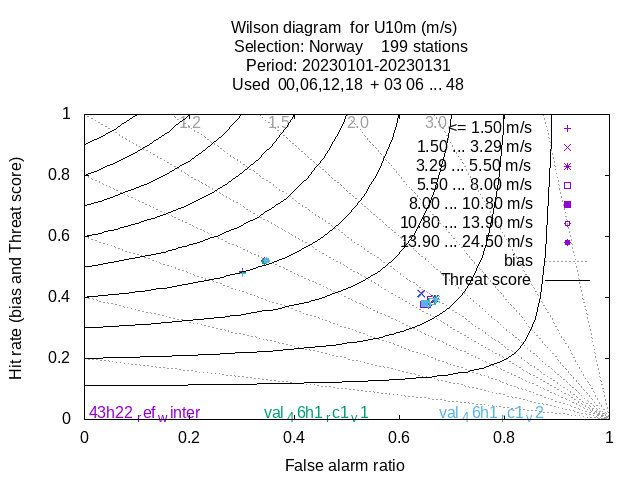 Wilson diagram for U10m (m/s)
Selection: Norway 199 stations
Period: 20230101-20230131
Used 00,06,12,18 + 03 06 ... 48
1
0.8
0.6
0.4
0.2
0
Hit rate (bias and Threat score)
1.2
1.5
2.0
3.0
<= 1.50 m/s
1.50 ... 3.29 m/s
3.29 ... 5.50 m/s
5.50 ... 8.00 m/s
8.00 ... 10.80 m/s
10.80 ... 13.90 m/s
13.90 ... 24.50 m/s
bias
Threat score
43h22refwinter
val46h1rc1v1
val46h1rc1v2
0 0.2 0.4 0.6 0.8 1
False alarm ratio